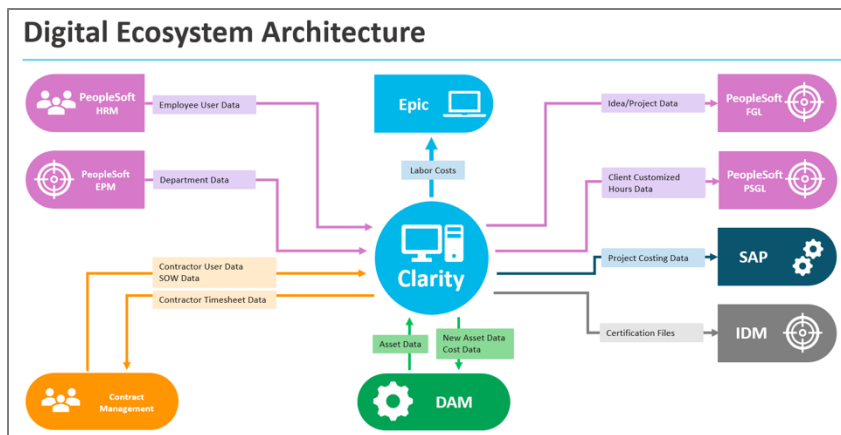 Digital Ecosystem Architecture
PeopleSoft
HRM
Employee User Data
Epic
Idea/Project Data
PeopleSoft
FGL
PeopleSoft
EPM
Department Data
Labor Costs
Client Customized
Hours Data
PeopleSoft
PSGL
Clarity
Contractor User Data
SOW Data
Project Costing Data
SAP
Contractor Timesheet Data
Certification Files
IDM
Asset Data
New Asset Data
Cost Data
Contract
Management
DAM